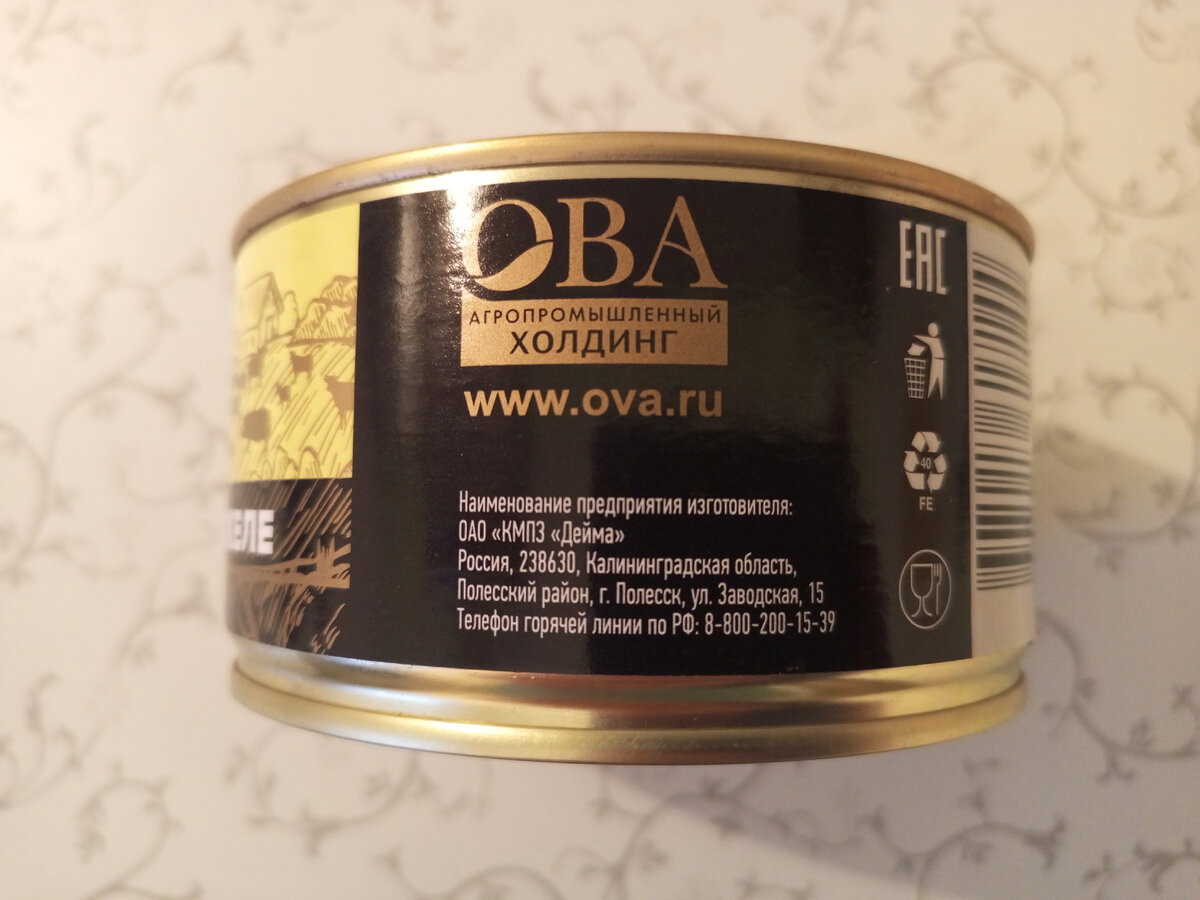 ОВА
АГРОПРОМЫШЛЕННЫЙ
ХОЛДИНГ
www.ova.ru
Наименование предприятия изготовителя:
ОАО «КМПЗ «Дейма»
Россия, 238630, Калининградская область,
Полесский район, г. Полесск, ул. Заводская, 15
Телефон горячей линии по РФ: 8-800-200-15-39
ЕАС
40
FE